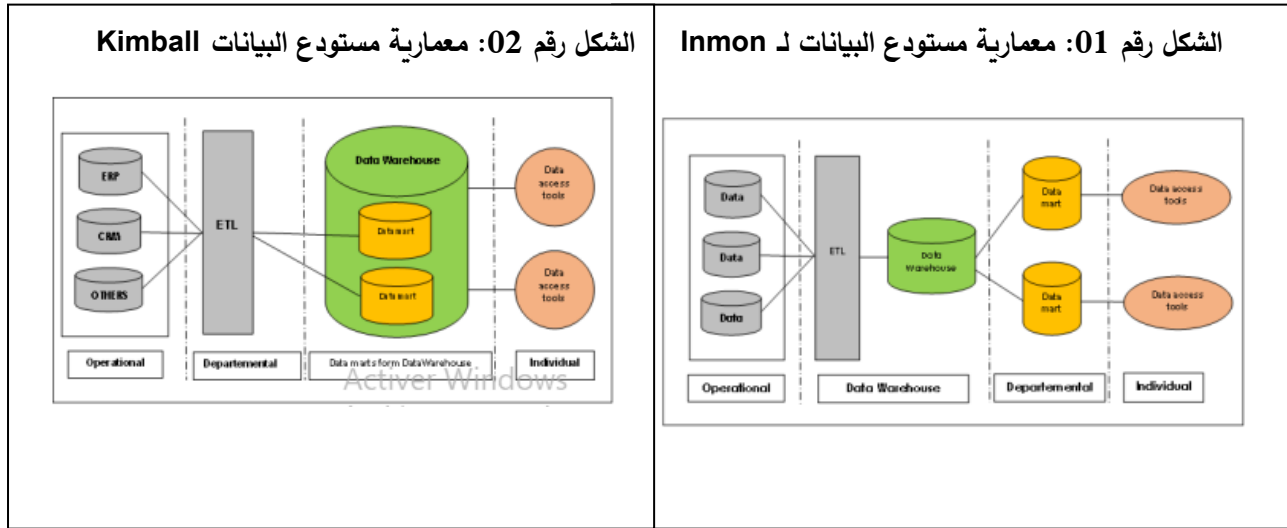 الشكل رقم 01: معمارية مستودع البيانات لـ Inmon
Data
Data
Data
ETL
Data
Warehouse
Data
mart
Data
mart
Data access
tools
Data access
tools
Operational
Data Warehouse
Departemental
Individual
الشكل رقم 02: معمارية مستودع البيانات Kimball
ERP
CRM
OTHERS
ETL
Data Warehouse
Data mart
Data mart
Data
access
tools
Data
access
tools
Operational
Departemental
Data marts form DataWarehouse
Individual
Activer Windows